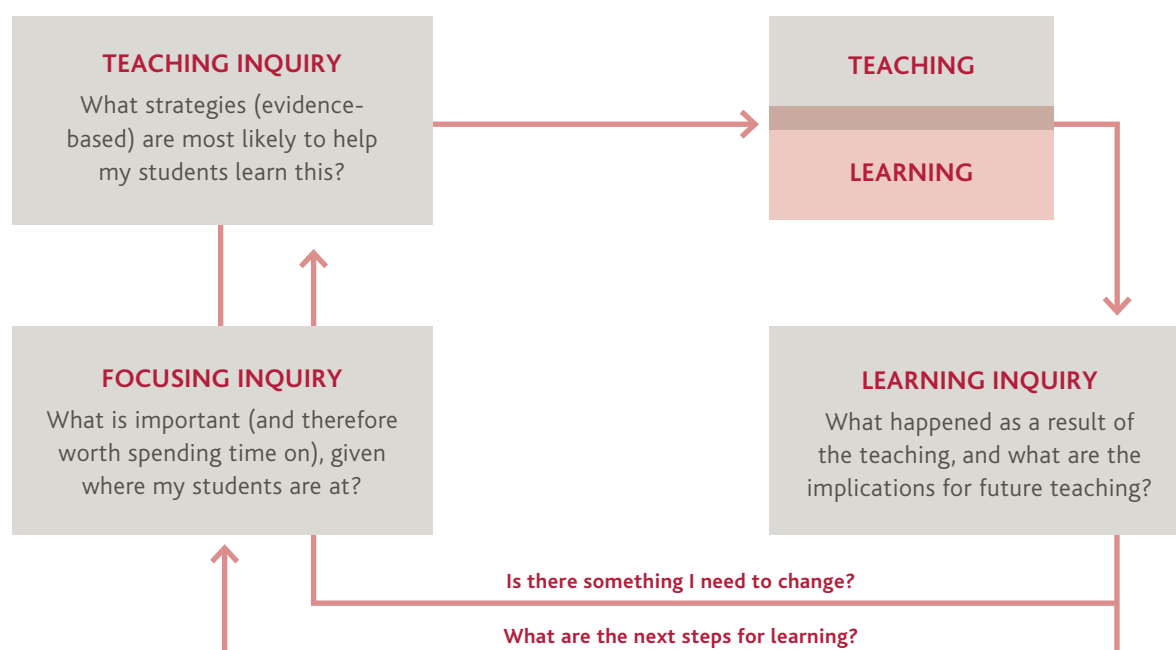 TEACHING INQUIRY
What strategies (evidence-
based) are most likely to help
my students learn this?
TEACHING
LEARNING
FOCUSING INQUIRY
What is important (and therefore
worth spending time on), given
where my students are at?
LEARNING INQUIRY
What happened as a result of
the teaching, and what are the
implications for future teaching?
Is there something I need to change?
What are the next steps for learning?